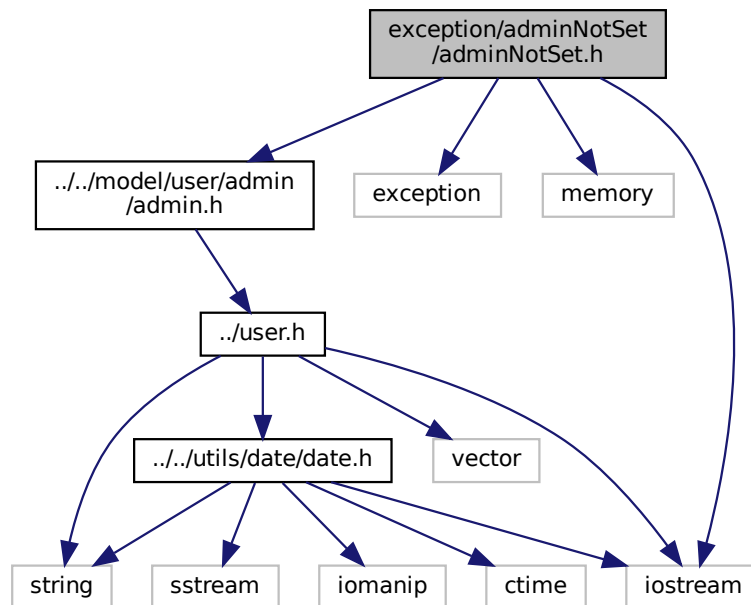 exception/adminNotSet
/adminNotSet.h
../../model/user/admin
/admin.h
exception
memory
../user.h
../../utils/date/date.h
vector
string
sstream
iomanip
ctime
iostream